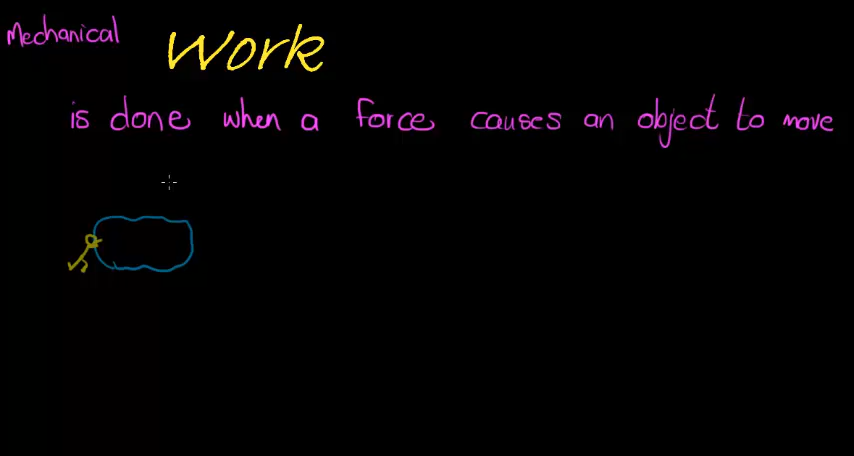 Mechanical Work
is done when a force causes an object to move